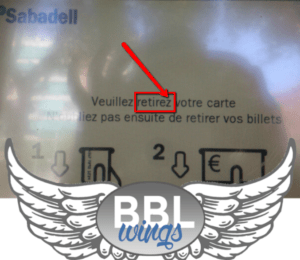 Sabadell
Veuillez retirez votre carte
pas ensuite de retirer vos billets
1 2
€
BBL
wings